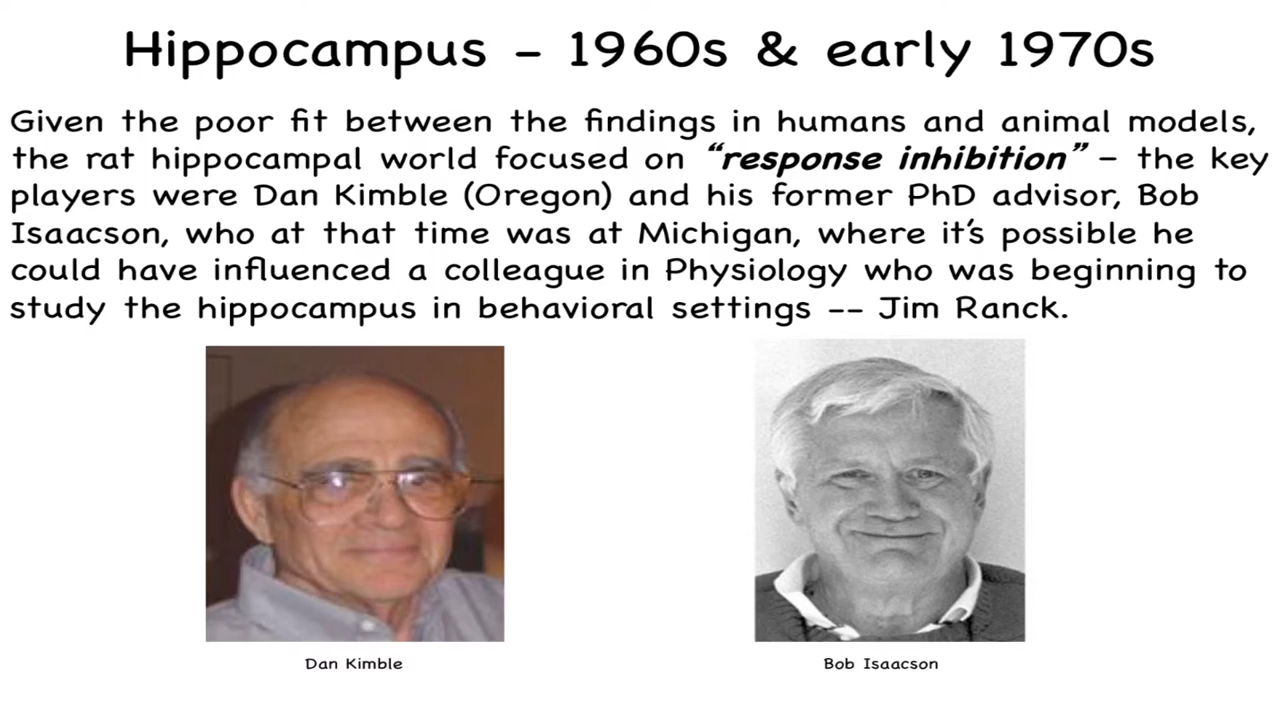 Hippocampus – 1960s & early 1970s
Given the poor fit between the findings in humans and animal models,
the rat hippocampal world focused on “response inhibition” – the key
players were Dan Kimble (Oregon) and his former PhD advisor, Bob
Isaacson, who at that time was at Michigan, where it’s possible he
could have influenced a colleague in Physiology who was beginning to
study the hippocampus in behavioral settings -- Jim Ranck.
Dan Kimble
Bob Isaacson